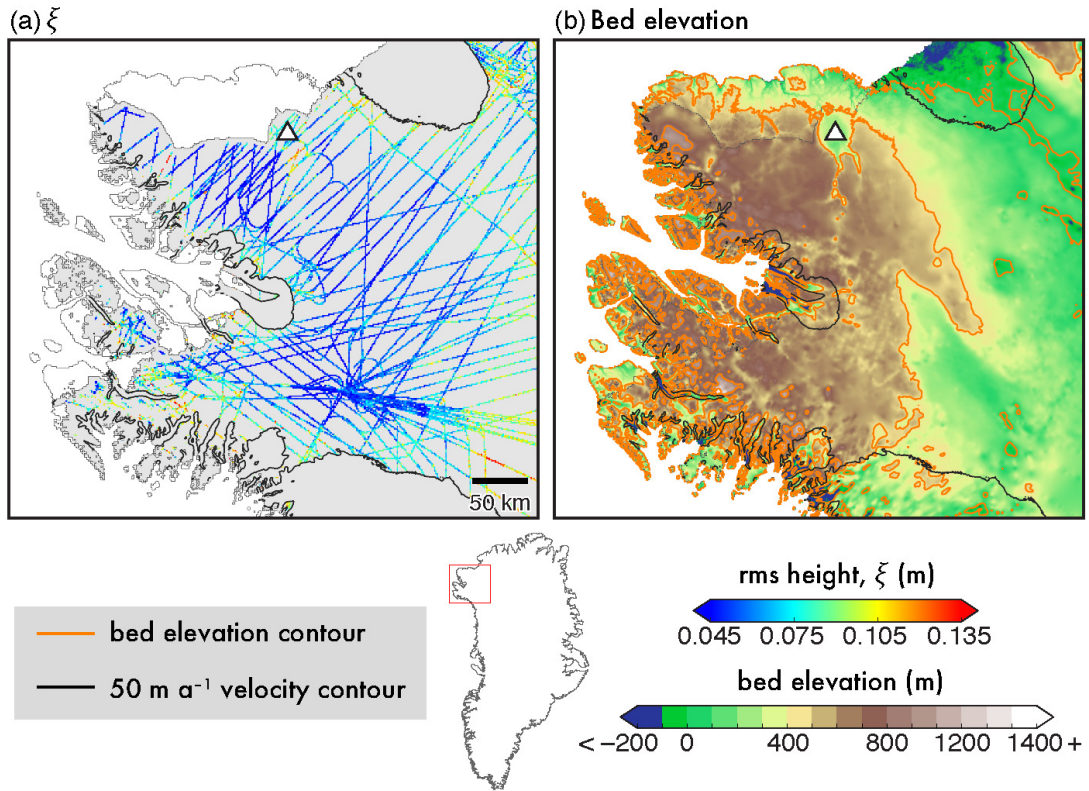 (a) ξ
(b) Bed elevation
50 km
bed elevation contour
50 m a⁻¹ velocity contour
rms height, ξ (m)
0.045 0.075 0.105 0.135
bed elevation (m)
< −200 0 400 800 1200 1400 +